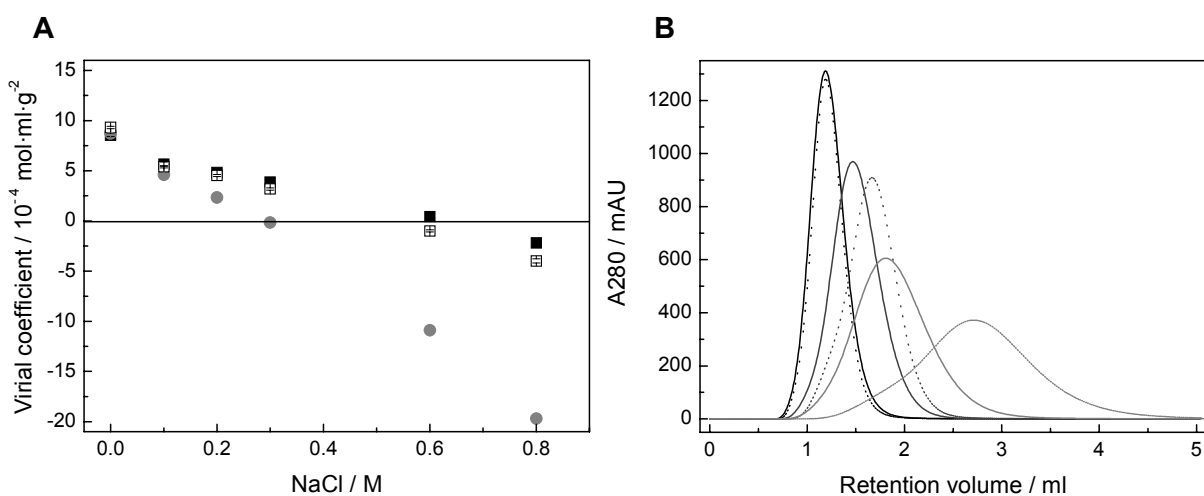 A
Virial coefficient / 10⁻⁴ mol·ml·g⁻²
15
10
5
0
-5
-10
-15
-20
0.0 0.2 0.4 0.6 0.8
NaCl / M
B
A280 / mAU
1200
1000
800
600
400
200
0
0 1 2 3 4 5
Retention volume / ml